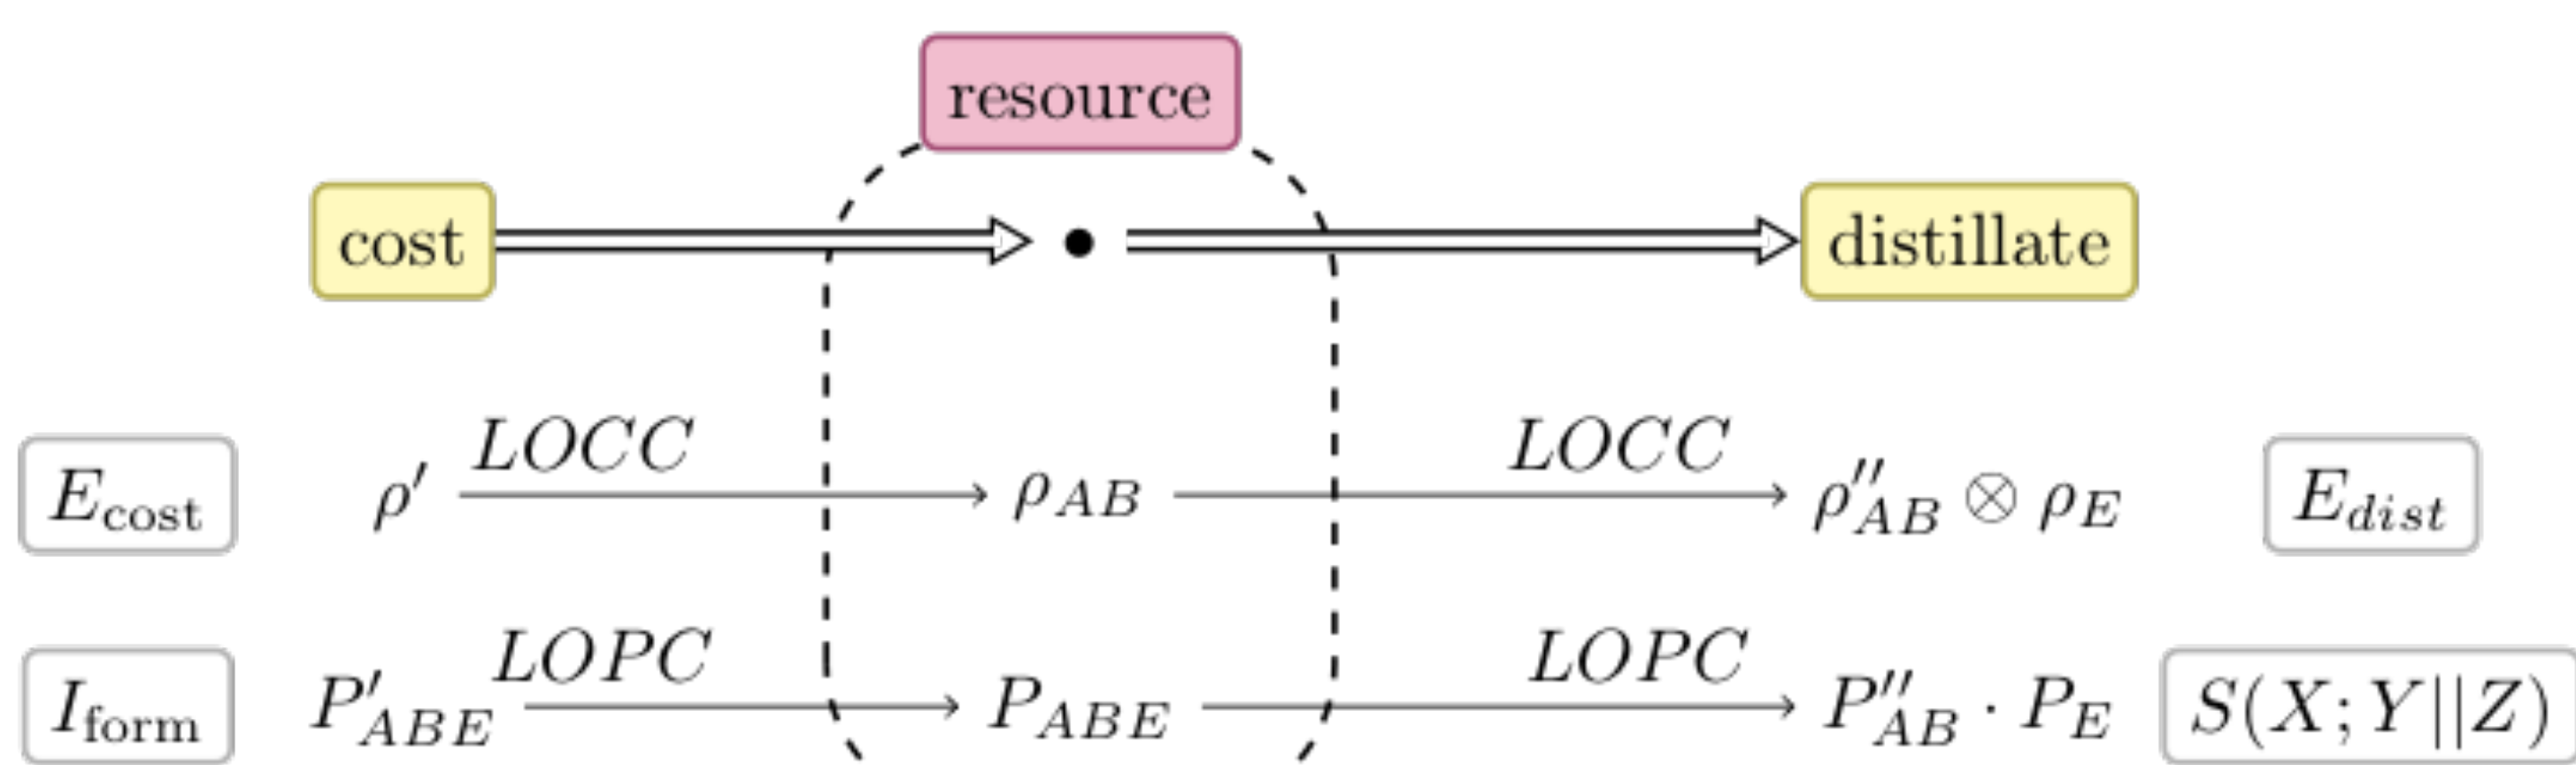 resource
cost • distillate
E_cost ρ′ LOCC ρ_AB LOCC ρ″_AB ⊗ ρ_E E_dist
I_form P′_ABE LOPC P_ABE LOPC P″_AB · P_E S(X; Y||Z)